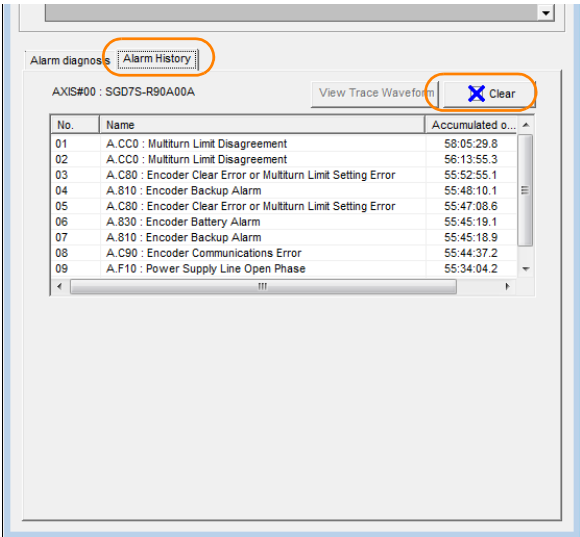 Alarm diagnosis Alarm History
AXIS#00 : SGD7S-R90A00A View Trace Waveform Clear
No. Name Accumulated o...
01 A.CC0 : Multiturn Limit Disagreement 58:05:29.8
02 A.CC0 : Multiturn Limit Disagreement 56:13:55.3
03 A.C80 : Encoder Clear Error or Multiturn Limit Setting Error 55:52:55.1
04 A.810 : Encoder Backup Alarm 55:48:10.1
05 A.C80 : Encoder Clear Error or Multiturn Limit Setting Error 55:47:08.6
06 A.830 : Encoder Battery Alarm 55:45:19.1
07 A.810 : Encoder Backup Alarm 55:45:18.9
08 A.C90 : Encoder Communications Error 55:44:37.2
09 A.F10 : Power Supply Line Open Phase 55:34:04.2